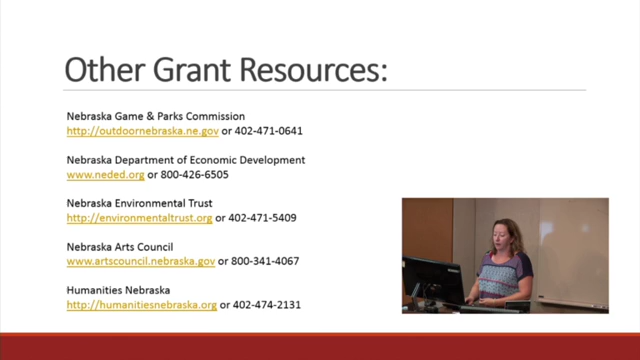 Other Grant Resources:
Nebraska Game & Parks Commission
http://outdoornebraska.ne.gov or 402-471-0641
Nebraska Department of Economic Development
www.neded.org or 800-426-6505
Nebraska Environmental Trust
http://environmentaltrust.org or 402-471-5409
Nebraska Arts Council
www.artscouncil.nebraska.gov or 800-341-4067
Humanities Nebraska
http://humanitiesnebraska.org or 402-474-2131